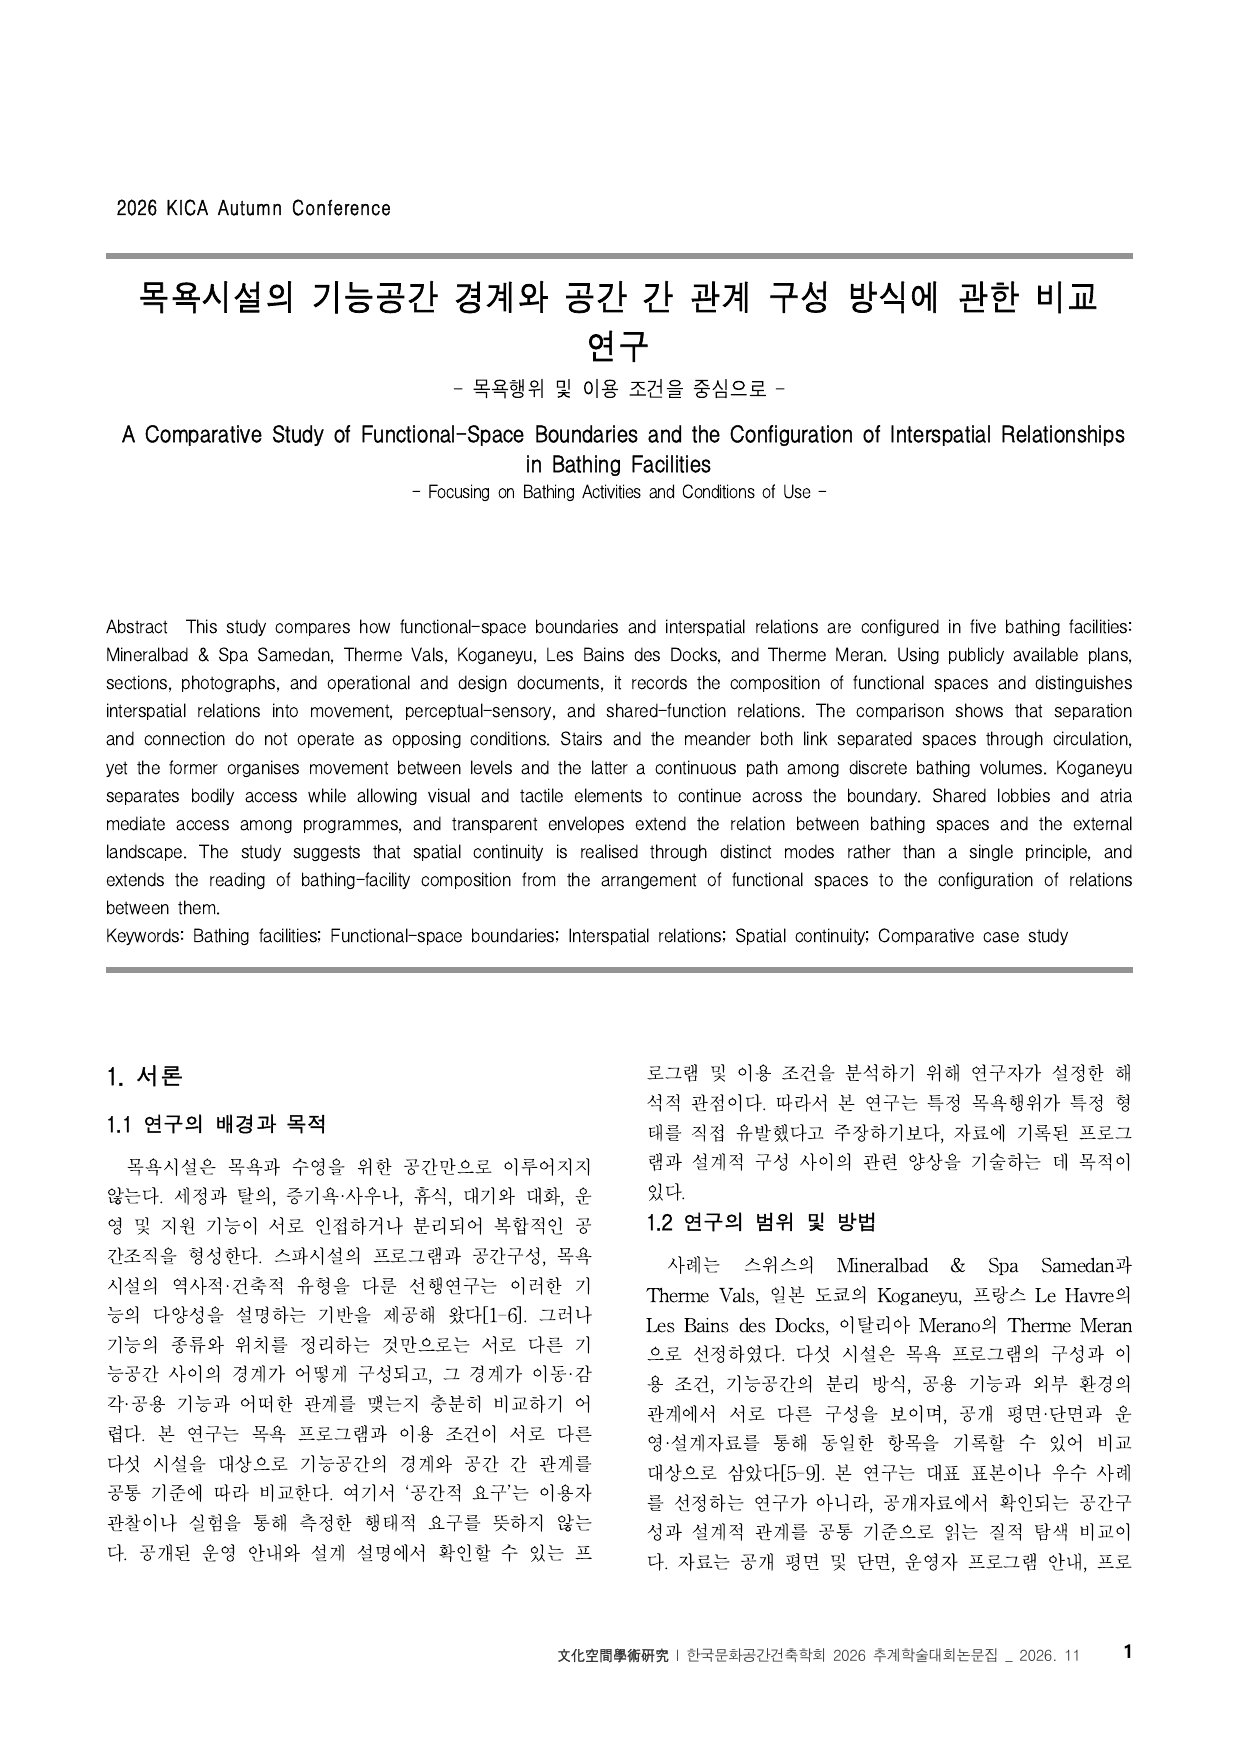 2026 KICA Autumn Conference
목욕시설의 기능공간 경계와 공간 간 관계 구성 방식에 관한 비교
연구
- 목욕행위 및 이용 조건을 중심으로 -
A Comparative Study of Functional-Space Boundaries and the Configuration of Interspatial Relationships
in Bathing Facilities
- Focusing on Bathing Activities and Conditions of Use -
Abstract This study compares how functional-space boundaries and interspatial relations are configured in five bathing facilities:
Mineralbad & Spa Samedan, Therme Vals, Koganeyu, Les Bains des Docks, and Therme Meran. Using publicly available plans,
sections, photographs, and operational and design documents, it records the composition of functional spaces and distinguishes
interspatial relations into movement, perceptual-sensory, and shared-function relations. The comparison shows that separation
and connection do not operate as opposing conditions. Stairs and the meander both link separated spaces through circulation,
yet the former organises movement between levels and the latter a continuous path among discrete bathing volumes. Koganeyu
separates bodily access while allowing visual and tactile elements to continue across the boundary. Shared lobbies and atria
mediate access among programmes, and transparent envelopes extend the relation between bathing spaces and the external
landscape. The study suggests that spatial continuity is realised through distinct modes rather than a single principle, and
extends the reading of bathing-facility composition from the arrangement of functional spaces to the configuration of relations
between them.
Keywords: Bathing facilities; Functional-space boundaries; Interspatial relations; Spatial continuity; Comparative case study
1. 서론
1.1 연구의 배경과 목적
목욕시설은 목욕과 수영을 위한 공간만으로 이루어지지
않는다. 세정과 탈의, 증기욕·사우나, 휴식, 대기와 대화, 운
영 및 지원 기능이 서로 인접하거나 분리되어 복합적인 공
간조직을 형성한다. 스파시설의 프로그램과 공간구성, 목욕
시설의 역사적·건축적 유형을 다룬 선행연구는 이러한 기
능의 다양성을 설명하는 기반을 제공해 왔다[1-6]. 그러나
기능의 종류와 위치를 정리하는 것만으로는 서로 다른 기
능공간 사이의 경계가 어떻게 구성되고, 그 경계가 이동·감
각·공용 기능과 어떠한 관계를 맺는지 충분히 비교하기 어
렵다. 본 연구는 목욕 프로그램과 이용 조건이 서로 다른
다섯 시설을 대상으로 기능공간의 경계와 공간 간 관계를
공통 기준에 따라 비교한다. 여기서 ‘공간적 요구’는 이용자
관찰이나 실험을 통해 측정한 행태적 요구를 뜻하지 않는
다. 공개된 운영 안내와 설계 설명에서 확인할 수 있는 프
로그램 및 이용 조건을 분석하기 위해 연구자가 설정한 해
석적 관점이다. 따라서 본 연구는 특정 목욕행위가 특정 형
태를 직접 유발했다고 주장하기보다, 자료에 기록된 프로그
램과 설계적 구성 사이의 관련 양상을 기술하는 데 목적이
있다.
1.2 연구의 범위 및 방법
사례는 스위스의 Mineralbad & Spa Samedan과
Therme Vals, 일본 도쿄의 Koganeyu, 프랑스 Le Havre의
Les Bains des Docks, 이탈리아 Merano의 Therme Meran
으로 선정하였다. 다섯 시설은 목욕 프로그램의 구성과 이
용 조건, 기능공간의 분리 방식, 공용 기능과 외부 환경의
관계에서 서로 다른 구성을 보이며, 공개 평면·단면과 운
영·설계자료를 통해 동일한 항목을 기록할 수 있어 비교
대상으로 삼았다[5-9]. 본 연구는 대표 표본이나 우수 사례
를 선정하는 연구가 아니라, 공개자료에서 확인되는 공간구
성과 설계적 관계를 공통 기준으로 읽는 질적 탐색 비교이
다. 자료는 공개 평면 및 단면, 운영자 프로그램 안내, 프로
文化空間學術硏究 ㅣ 한국문화공간건축학회 2026 추계학술대회논문집 _ 2026. 11 1